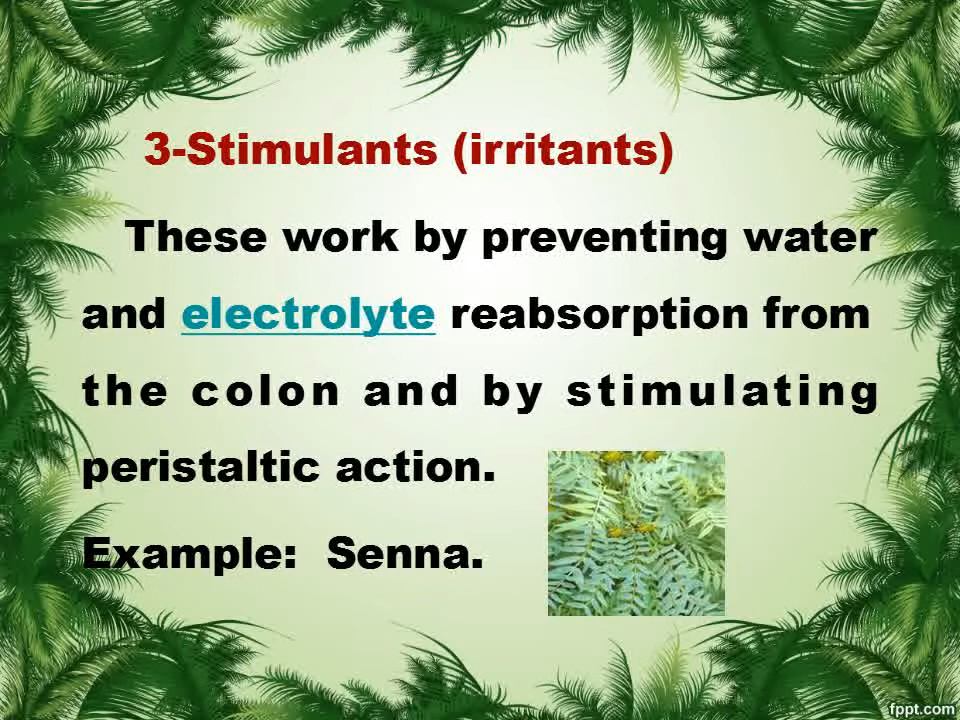 3-Stimulants (irritants)
These work by preventing water
and electrolyte reabsorption from
the colon and by stimulating
peristaltic action.
Example: Senna.
fppt.com